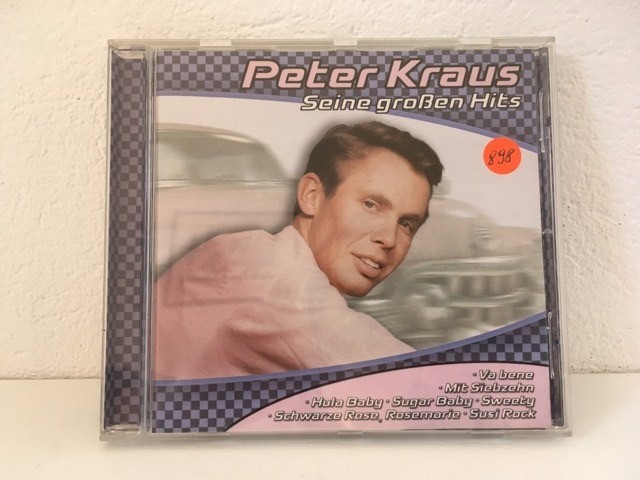 Peter Kraus
Seine großen Hits
898
· Va bene
· Mit Siebzehn
· Hula Baby · Sugar Baby · Sweety
· Schwarze Rose, Rosemarie · Susi Rock